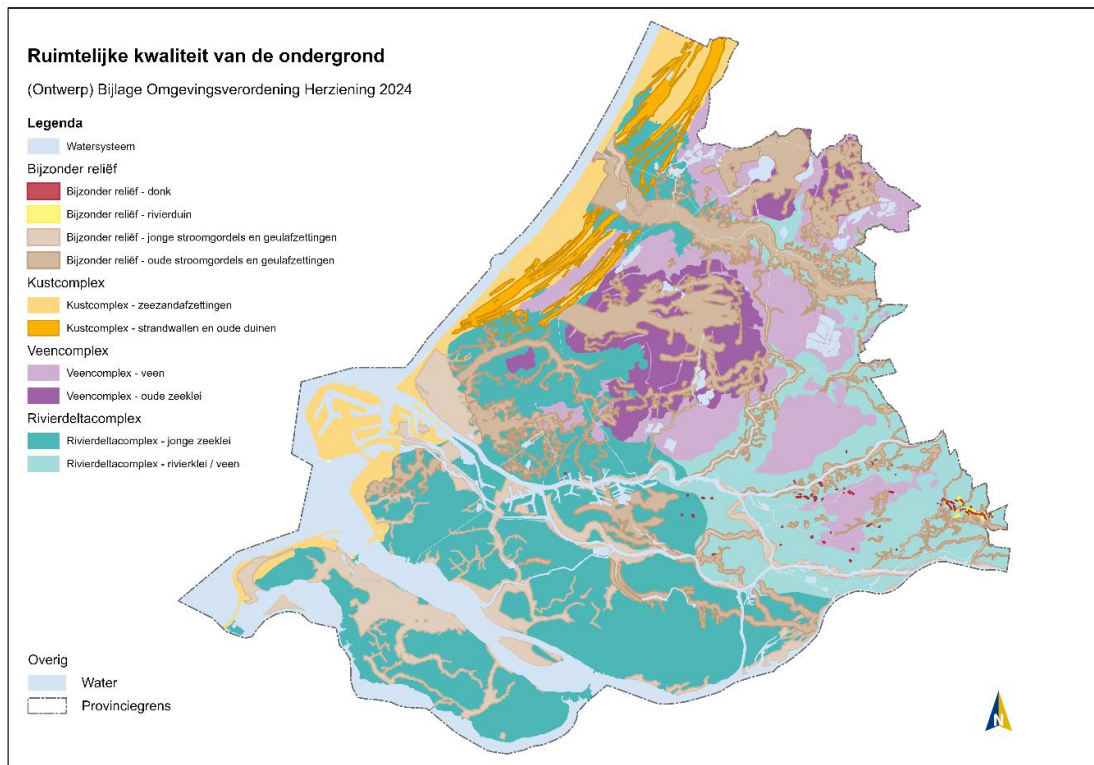 Ruimtelijke kwaliteit van de ondergrond
(Ontwerp) Bijlage Omgevingsverordening Herziening 2024
Legenda
Watersysteem
Bijzonder reliëf
Bijzonder reliëf - donk
Bijzonder reliëf - rivierduin
Bijzonder reliëf - jonge stroomgordels en geulafzettingen
Bijzonder reliëf - oude stroomgordels en geulafzettingen
Kustcomplex
Kustcomplex - zeezandafzettingen
Kustcomplex - strandwallen en oude duinen
Veencomplex
Veencomplex - veen
Veencomplex - oude zeeklei
Rivierdeltacomplex
Rivierdeltacomplex - jonge zeeklei
Rivierdeltacomplex - rivierklei / veen
Overig
Water
Provinciegrens
N